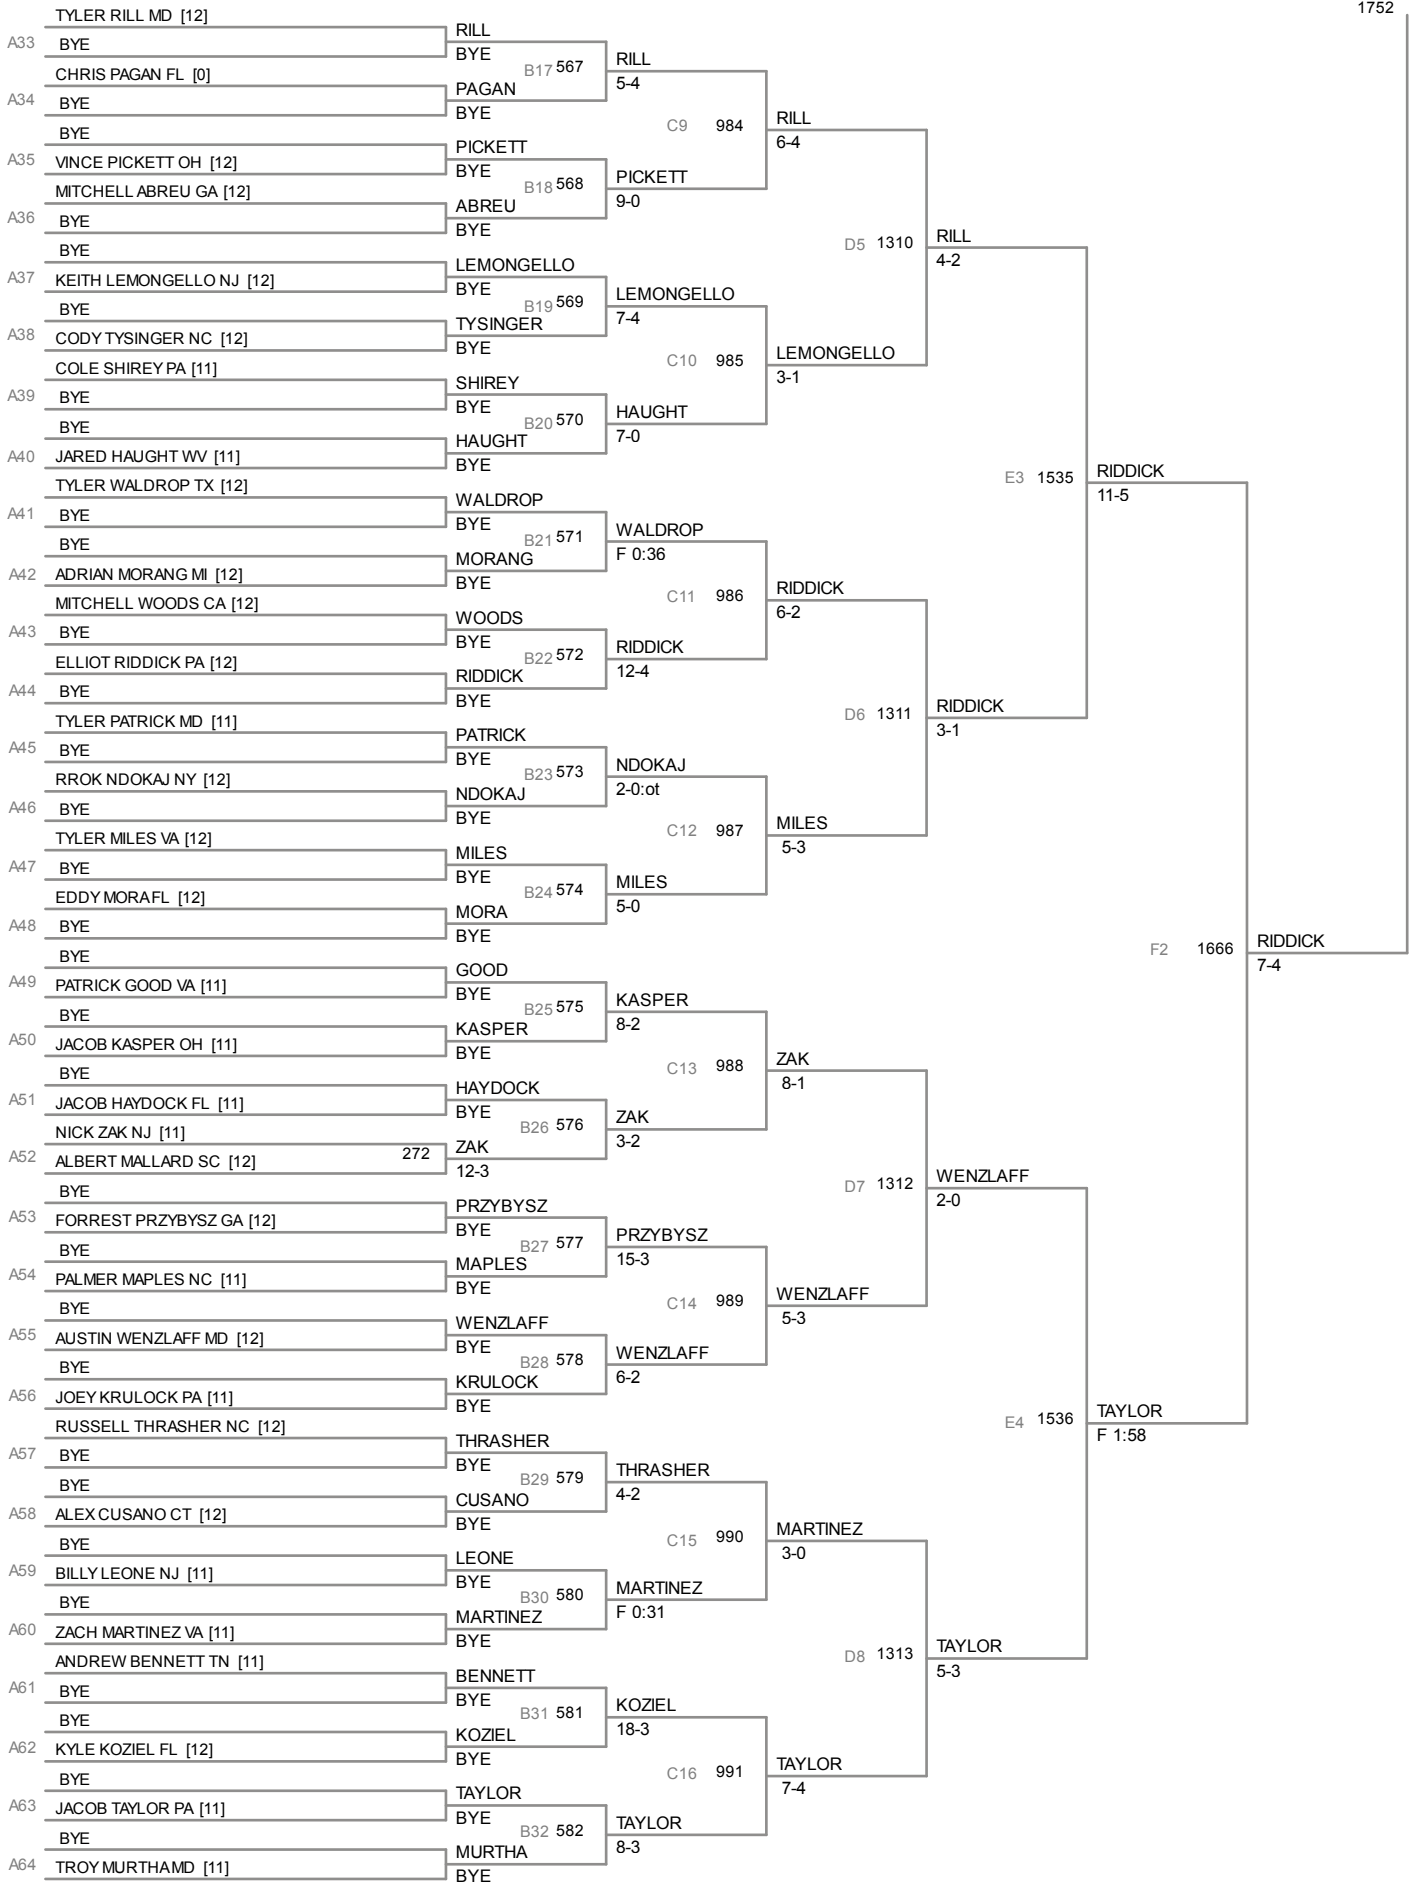 1752
TYLER RILL MD [12]
A33 BYE
RILL
BYE
CHRIS PAGAN FL [0]
A34 BYE
PAGAN
BYE
B17 567
RILL
5-4
BYE
A35 VINCE PICKETT OH [12]
PICKETT
BYE
MITCHELL ABREU GA [12]
A36 BYE
ABREU
BYE
B18 568
PICKETT
9-0
C9 984
RILL
6-4
BYE
A37 KEITH LEMONGELLO NJ [12]
LEMONGELLO
BYE
BYE
A38 CODY TYSINGER NC [12]
TYSINGER
BYE
B19 569
LEMONGELLO
7-4
COLE SHIREY PA [11]
A39 BYE
SHIREY
BYE
BYE
A40 JARED HAUGHT WV [11]
HAUGHT
BYE
B20 570
HAUGHT
7-0
C10 985
LEMONGELLO
3-1
D5 1310
RILL
4-2
TYLER WALDROP TX [12]
A41 BYE
WALDROP
BYE
BYE
A42 ADRIAN MORANG MI [12]
MORANG
BYE
B21 571
WALDROP
F 0:36
MITCHELL WOODS CA [12]
A43 BYE
WOODS
BYE
ELLIOT RIDDICK PA [12]
A44 BYE
RIDDICK
BYE
B22 572
RIDDICK
12-4
C11 986
RIDDICK
6-2
TYLER PATRICK MD [11]
A45 BYE
PATRICK
BYE
RROK NDOKAJ NY [12]
A46 BYE
NDOKAJ
BYE
B23 573
NDOKAJ
2-0:ot
TYLER MILES VA [12]
A47 BYE
MILES
BYE
EDDY MORA FL [12]
A48 BYE
MORA
BYE
B24 574
MILES
5-0
C12 987
MILES
5-3
D6 1311
RIDDICK
3-1
E3 1535
RIDDICK
11-5
BYE
A49 PATRICK GOOD VA [11]
GOOD
BYE
BYE
A50 JACOB KASPER OH [11]
KASPER
BYE
B25 575
KASPER
8-2
BYE
A51 JACOB HAYDOCK FL [11]
HAYDOCK
BYE
NICK ZAK NJ [11]
A52 ALBERT MALLARD SC [12]
272
ZAK
12-3
B26 576
ZAK
3-2
C13 988
ZAK
8-1
BYE
A53 FORREST PRZYBYSZ GA [12]
PRZYBYSZ
BYE
BYE
A54 PALMER MAPLES NC [11]
MAPLES
BYE
B27 577
PRZYBYSZ
15-3
BYE
A55 AUSTIN WENZLAFF MD [12]
WENZLAFF
BYE
BYE
A56 JOEY KRULOCK PA [11]
KRULOCK
BYE
B28 578
WENZLAFF
6-2
C14 989
WENZLAFF
5-3
D7 1312
WENZLAFF
2-0
RUSSELL THRASHER NC [12]
A57 BYE
THRASHER
BYE
BYE
A58 ALEX CUSANO CT [12]
CUSANO
BYE
B29 579
THRASHER
4-2
BYE
A59 BILLY LEONE NJ [11]
LEONE
BYE
BYE
A60 ZACH MARTINEZ VA [11]
MARTINEZ
BYE
B30 580
MARTINEZ
F 0:31
C15 990
MARTINEZ
3-0
ANDREW BENNETT TN [11]
A61 BYE
BENNETT
BYE
BYE
A62 KYLE KOZIEL FL [12]
KOZIEL
BYE
B31 581
KOZIEL
18-3
BYE
A63 JACOB TAYLOR PA [11]
TAYLOR
BYE
BYE
A64 TROY MURTHA MD [11]
MURTHA
BYE
B32 582
TAYLOR
8-3
C16 991
TAYLOR
7-4
D8 1313
TAYLOR
5-3
E4 1536
TAYLOR
F 1:58
F2 1666
RIDDICK
7-4